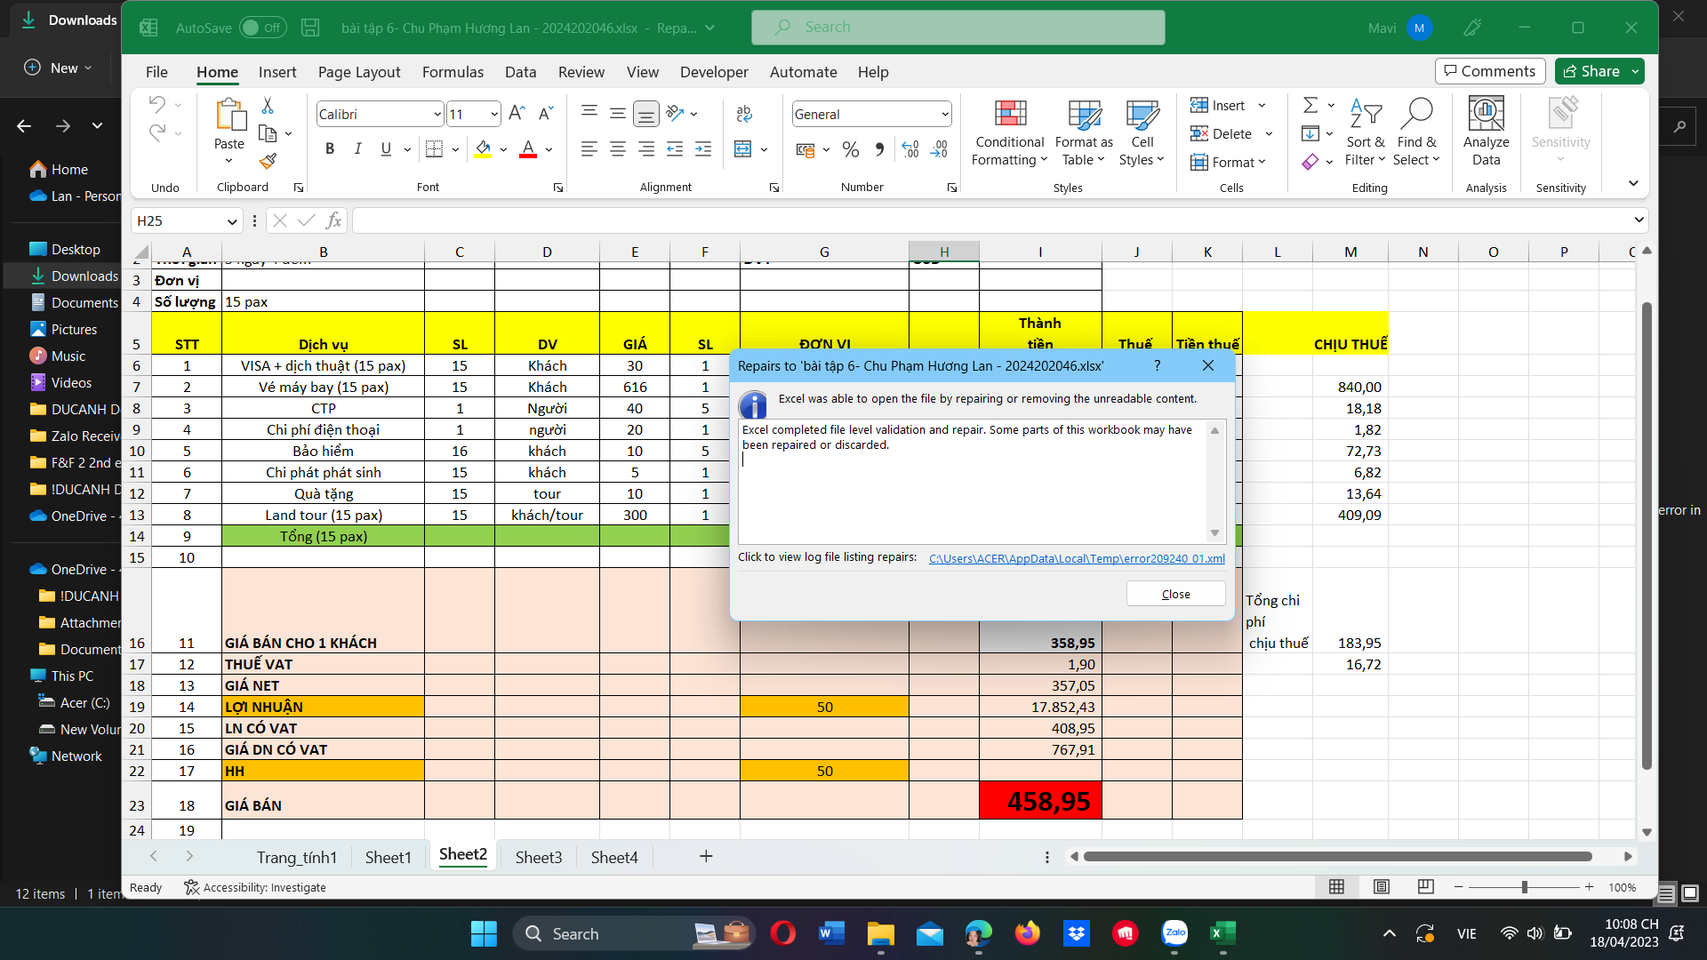 Downloads
AutoSave
Off
bài tập 6- Chu Phạm Hương Lan - 2024202046.xlsx - Repa...
Search
Mavi
M
New
File
Home
Insert
Page Layout
Formulas
Data
Review
View
Developer
Automate
Help
Comments
Share
Paste
Calibri
11
B I U
General
Conditional
Formatting
Format as
Table
Cell
Styles
Insert
Delete
Format
Sort &
Filter
Find &
Select
Analyze
Data
Sensitivity
Undo
Clipboard
Font
Alignment
Number
Styles
Cells
Editing
Analysis
Sensitivity
H25
fx
A B C D E F G H I J K L M N O P
3 Đơn vị
4 Số lượng 15 pax
5 STT Dịch vụ SL DV GIÁ SL ĐƠN VỊ Thành tiền Thuế Tiền thuế CHỊU THUẾ
6 1 VISA + dịch thuật (15 pax) 15 Khách 30 1
7 2 Vé máy bay (15 pax) 15 Khách 616 1 840,00
8 3 CTP 1 Người 40 5 18,18
9 4 Chi phí điện thoại 1 người 20 1 1,82
10 5 Bảo hiểm 16 khách 10 5 72,73
11 6 Chi phát phát sinh 15 khách 5 1 6,82
12 7 Quà tặng 15 tour 10 1 13,64
13 8 Land tour (15 pax) 15 khách/tour 300 1 409,09
14 9 Tổng (15 pax)
15 10
16 11 GIÁ BÁN CHO 1 KHÁCH 358,95 Tổng chi phí chịu thuế 183,95
17 12 THUẾ VAT 1,90 16,72
18 13 GIÁ NET 357,05
19 14 LỢI NHUẬN 50 17.852,43
20 15 LN CÓ VAT 408,95
21 16 GIÁ DN CÓ VAT 767,91
22 17 HH 50
23 18 GIÁ BÁN 458,95
24 19
Repairs to 'bài tập 6- Chu Phạm Hương Lan - 2024202046.xlsx'
?
Excel was able to open the file by repairing or removing the unreadable content.
Excel completed file level validation and repair. Some parts of this workbook may have
been repaired or discarded.
Click to view log file listing repairs:
C:\Users\ACER\AppData\Local\Temp\error209240_01.xml
Close
Home
Lan - Person
Desktop
Downloads
Documents
Pictures
Music
Videos
DUCANH D
Zalo Receiv
F&F 2 2nd e
!DUCANH D
OneDrive - 4
OneDrive - 4
!DUCANH
Attachmen
Document
This PC
Acer (C:)
New Volur
Network
error in
Trang_tính1
Sheet1
Sheet2
Sheet3
Sheet4
Ready
Accessibility: Investigate
100%
12 items
1 item
Search
Zalo
VIE
10:08 CH
18/04/2023